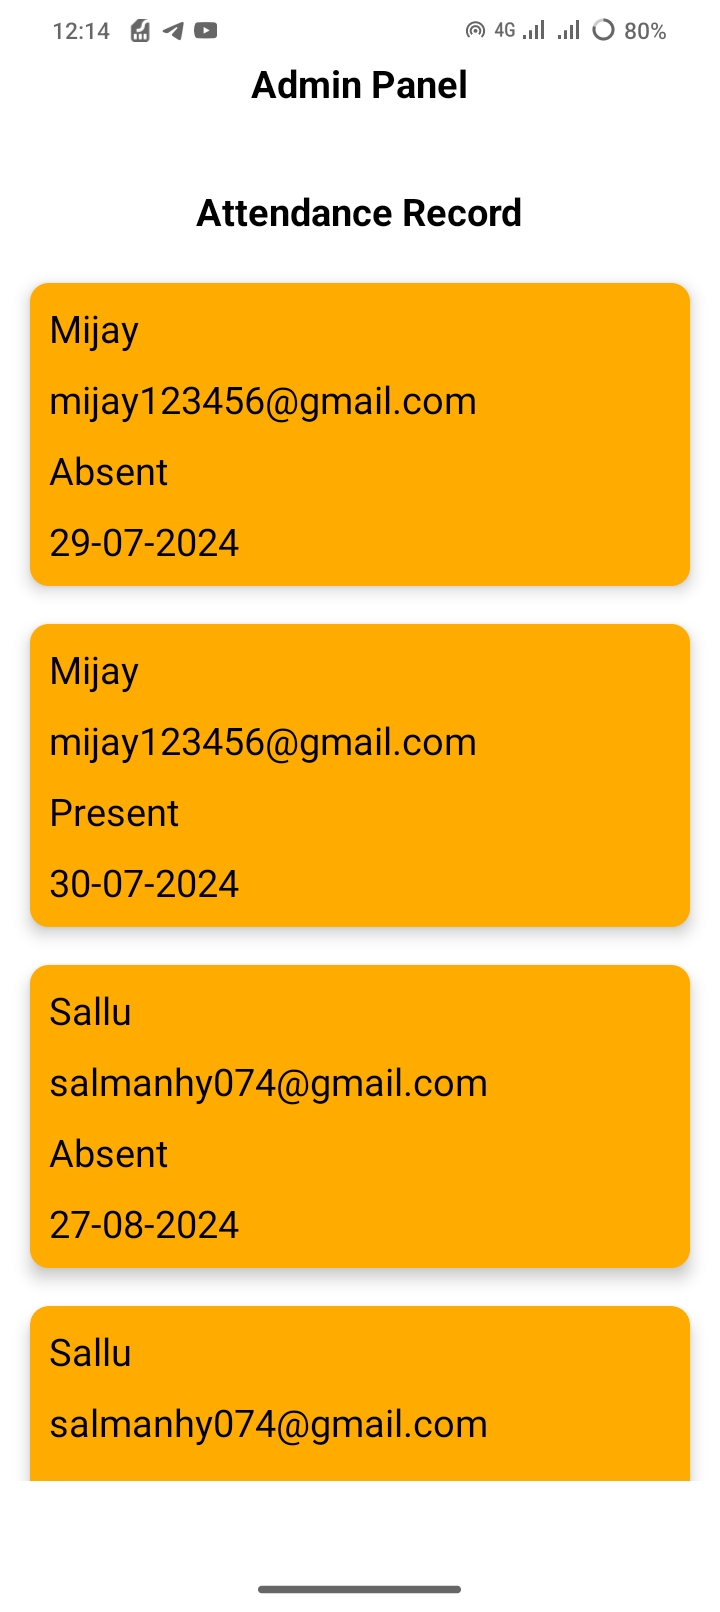 12:14 4G 80%
Admin Panel
Attendance Record
Mijay
mijay123456@gmail.com
Absent
29-07-2024
Mijay
mijay123456@gmail.com
Present
30-07-2024
Sallu
salmanhy074@gmail.com
Absent
27-08-2024
Sallu
salmanhy074@gmail.com